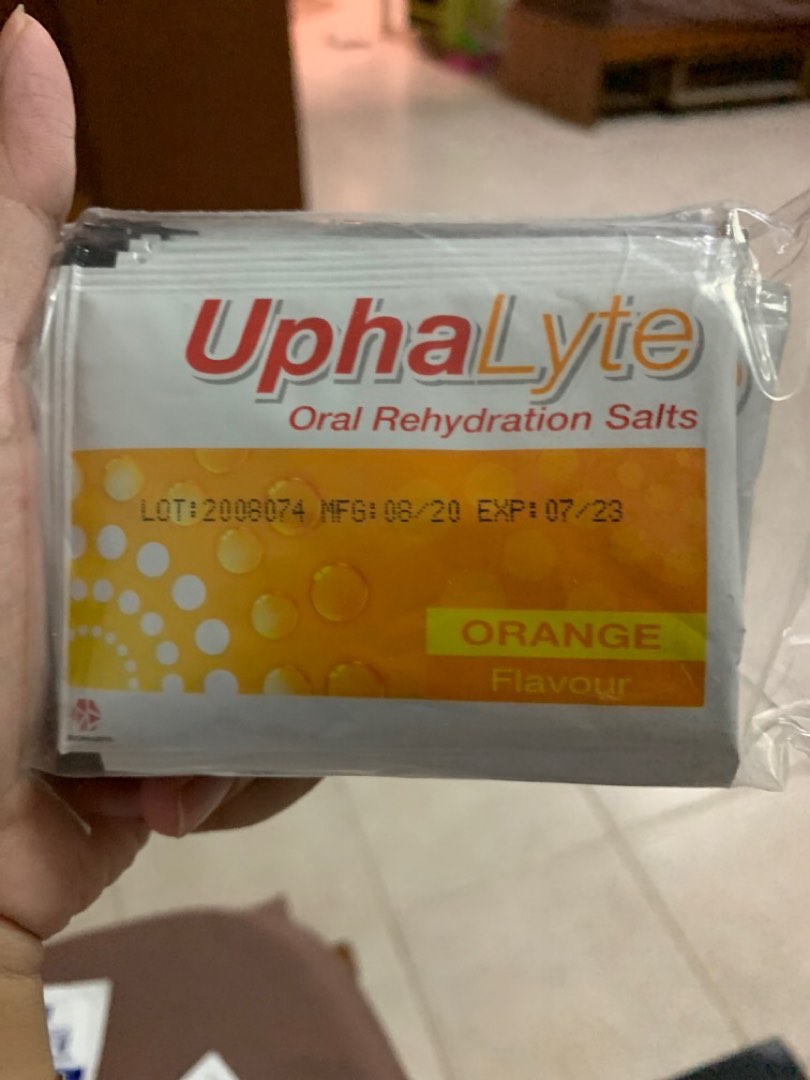 UphaLyte
Oral Rehydration Salts
LOT:2008074 MFG:08/20 EXP:07/23
ORANGE
Flavour